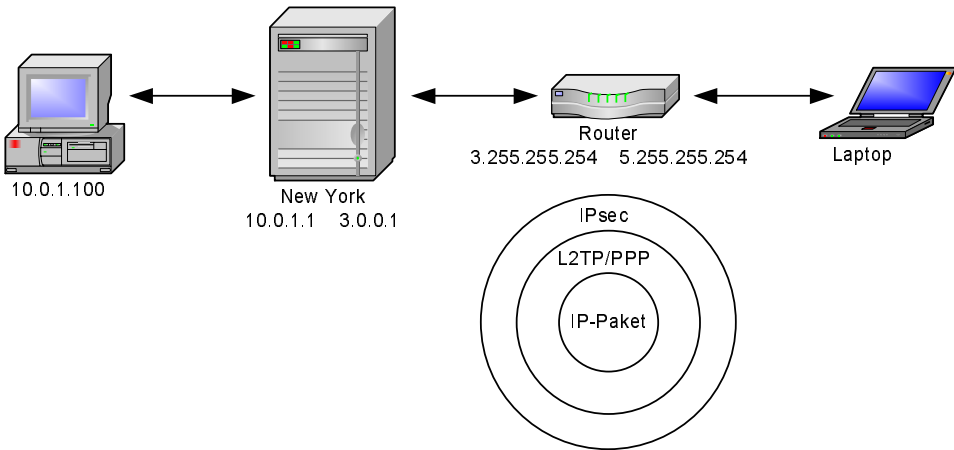 10.0.1.100
New York
10.0.1.1 3.0.0.1
Router
3.255.255.254 5.255.255.254
Laptop
IPsec
L2TP/PPP
IP-Paket